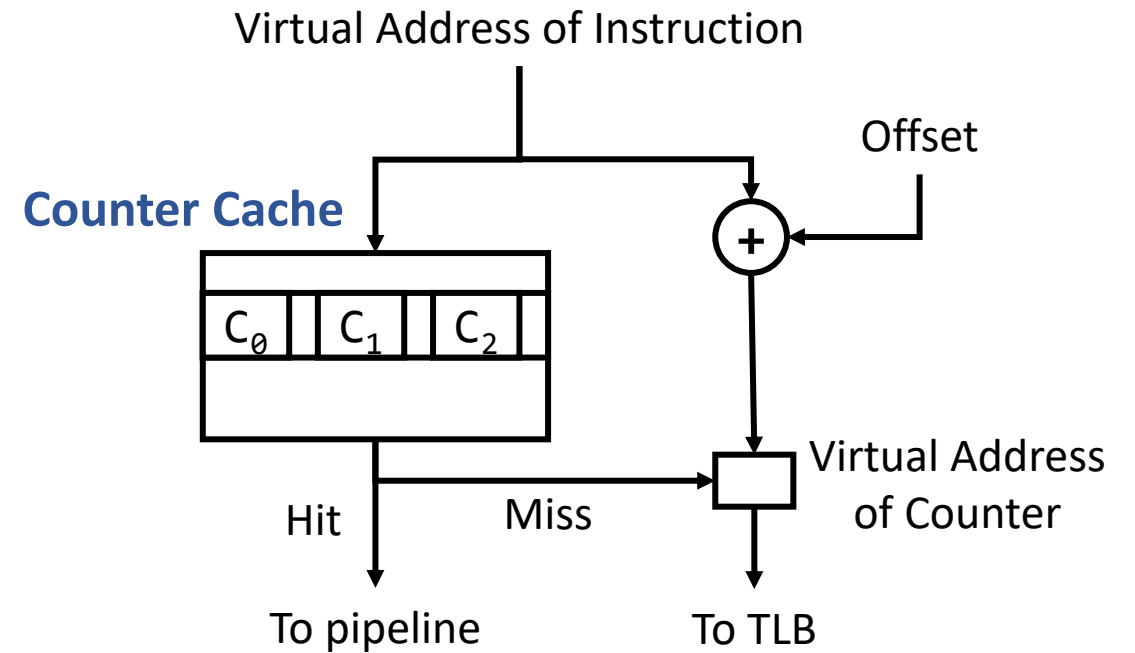 Virtual Address of Instruction
Offset
Counter Cache
+
C0 C1 C2
Virtual Address
of Counter
Hit
Miss
To pipeline
To TLB